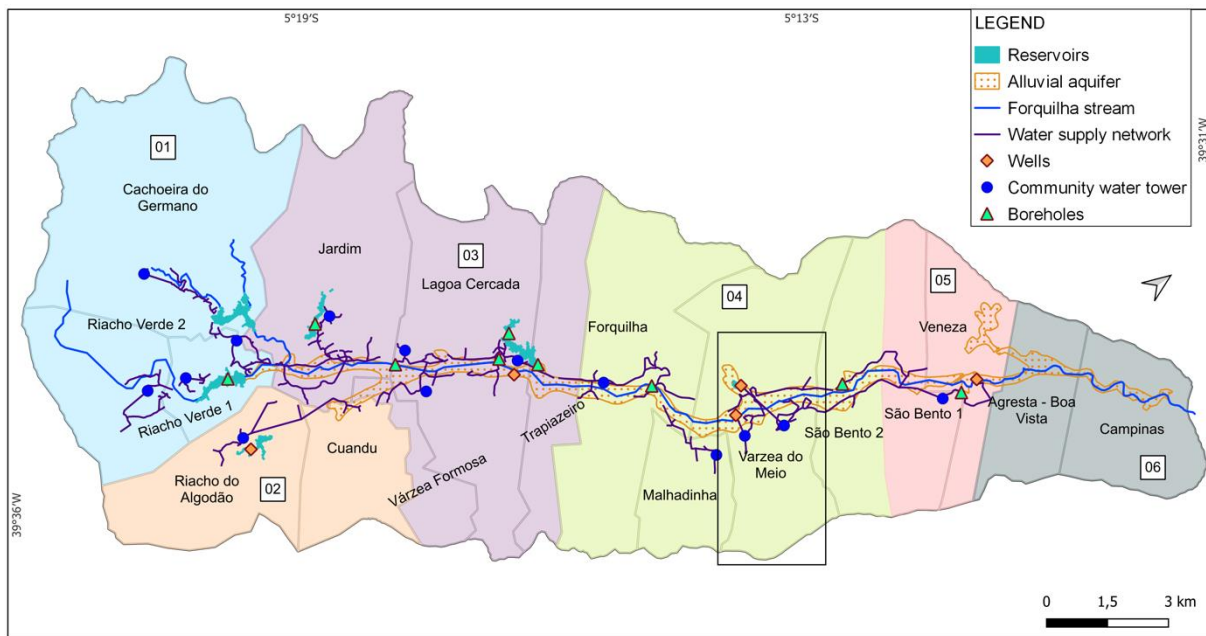 5°19'S
5°13'S
LEGEND
Reservoirs
Alluvial aquifer
Forquilha stream
Water supply network
Wells
Community water tower
Boreholes
39°31'W
01
Cachoeira do
Germano
Jardim
03
Lagoa Cercada
04
05
Riacho Verde 2
Forquilha
Veneza
Riacho Verde 1
Trapiazeiro
São Bento 1
Agresta - Boa
Vista
Campinas
Cuandu
São Bento 2
Varzea do
Meio
Riacho do
Algodão
02
Várzea Formosa
Malhadinha
06
39°36'W
0
1,5
3 km